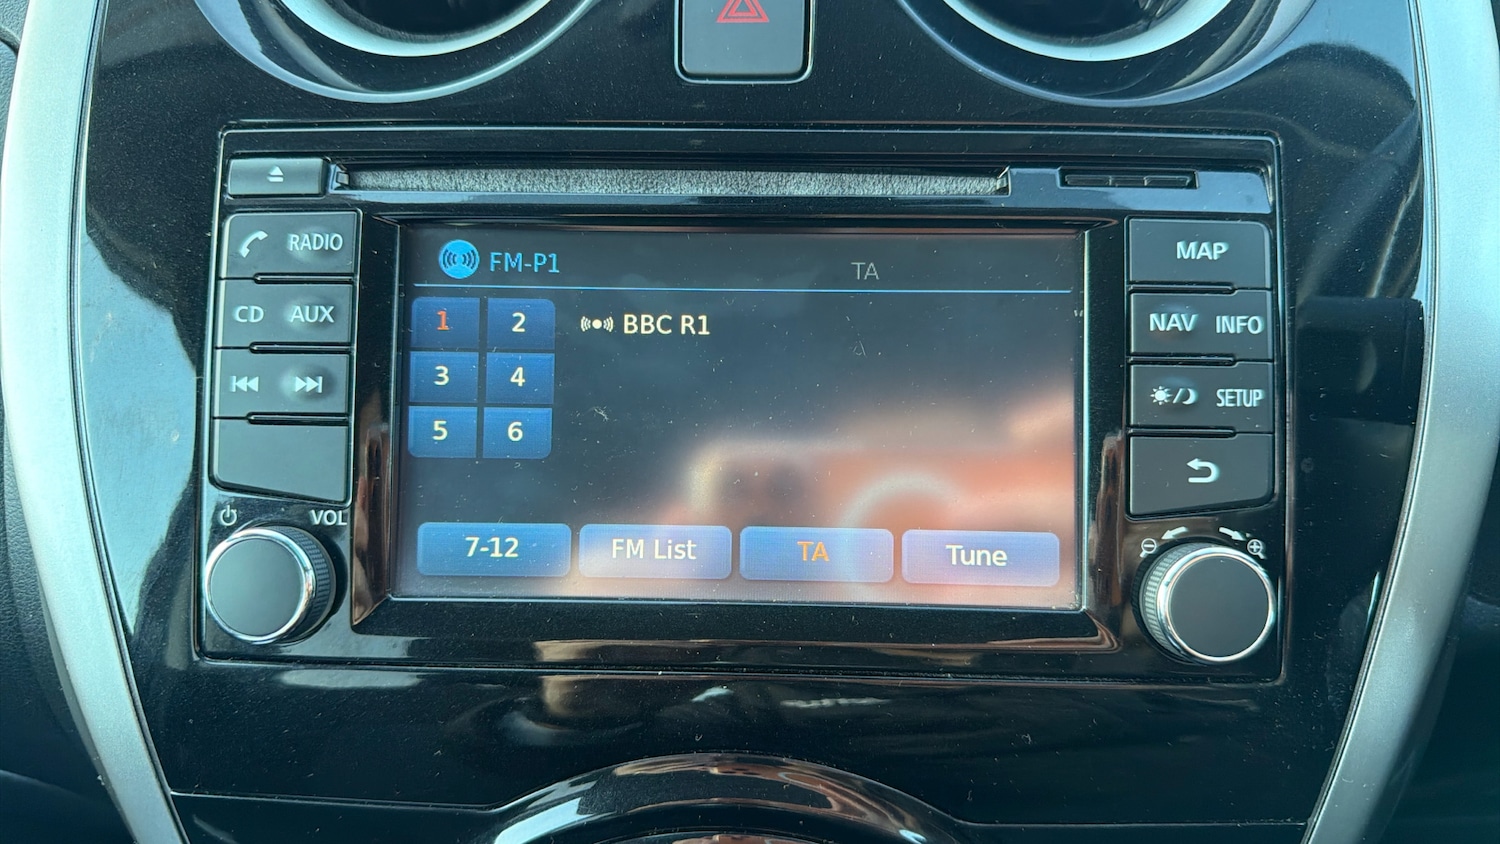 RADIO
CD AUX
VOL
FM-P1 TA
1 2
3 4
5 6
BBC R1
7-12 FM List TA Tune
MAP
NAV INFO
SETUP